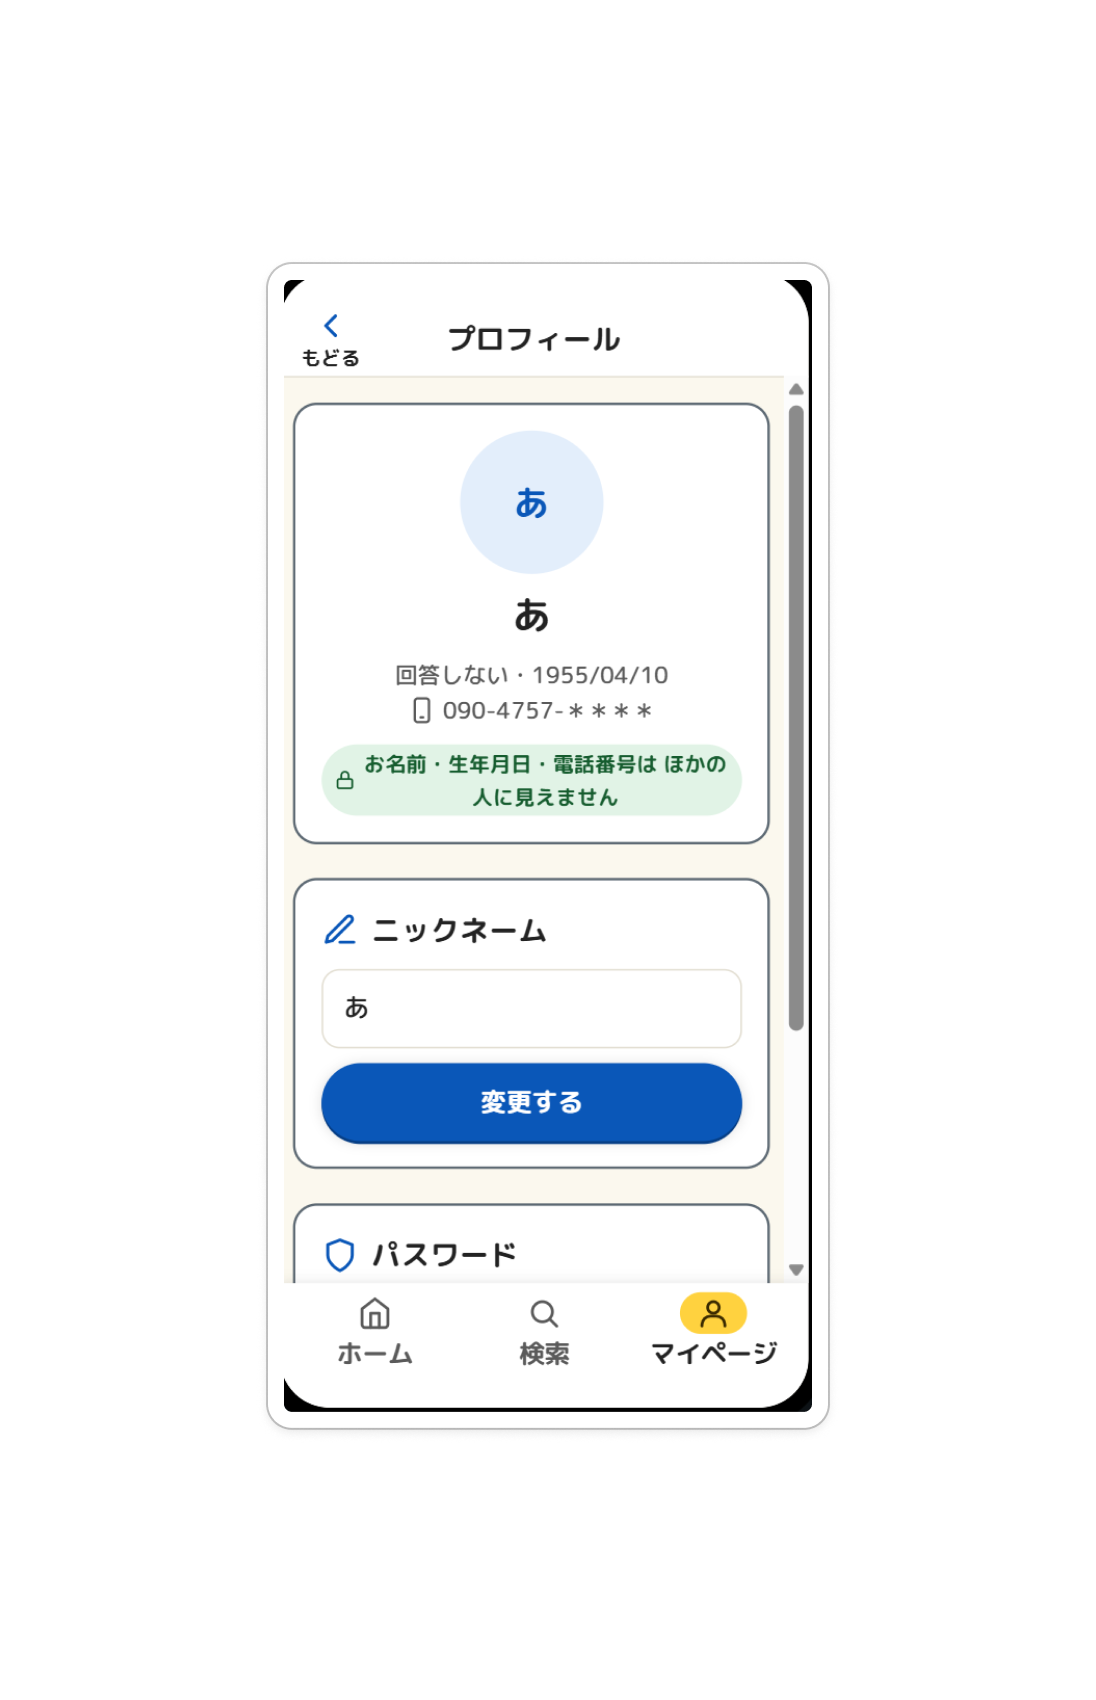 もどる
プロフィール
あ
あ
回答しない・1955/04/10
090-4757-＊＊＊＊
お名前・生年月日・電話番号は ほかの
人に見えません
ニックネーム
あ
変更する
パスワード
ホーム
検索
マイページ